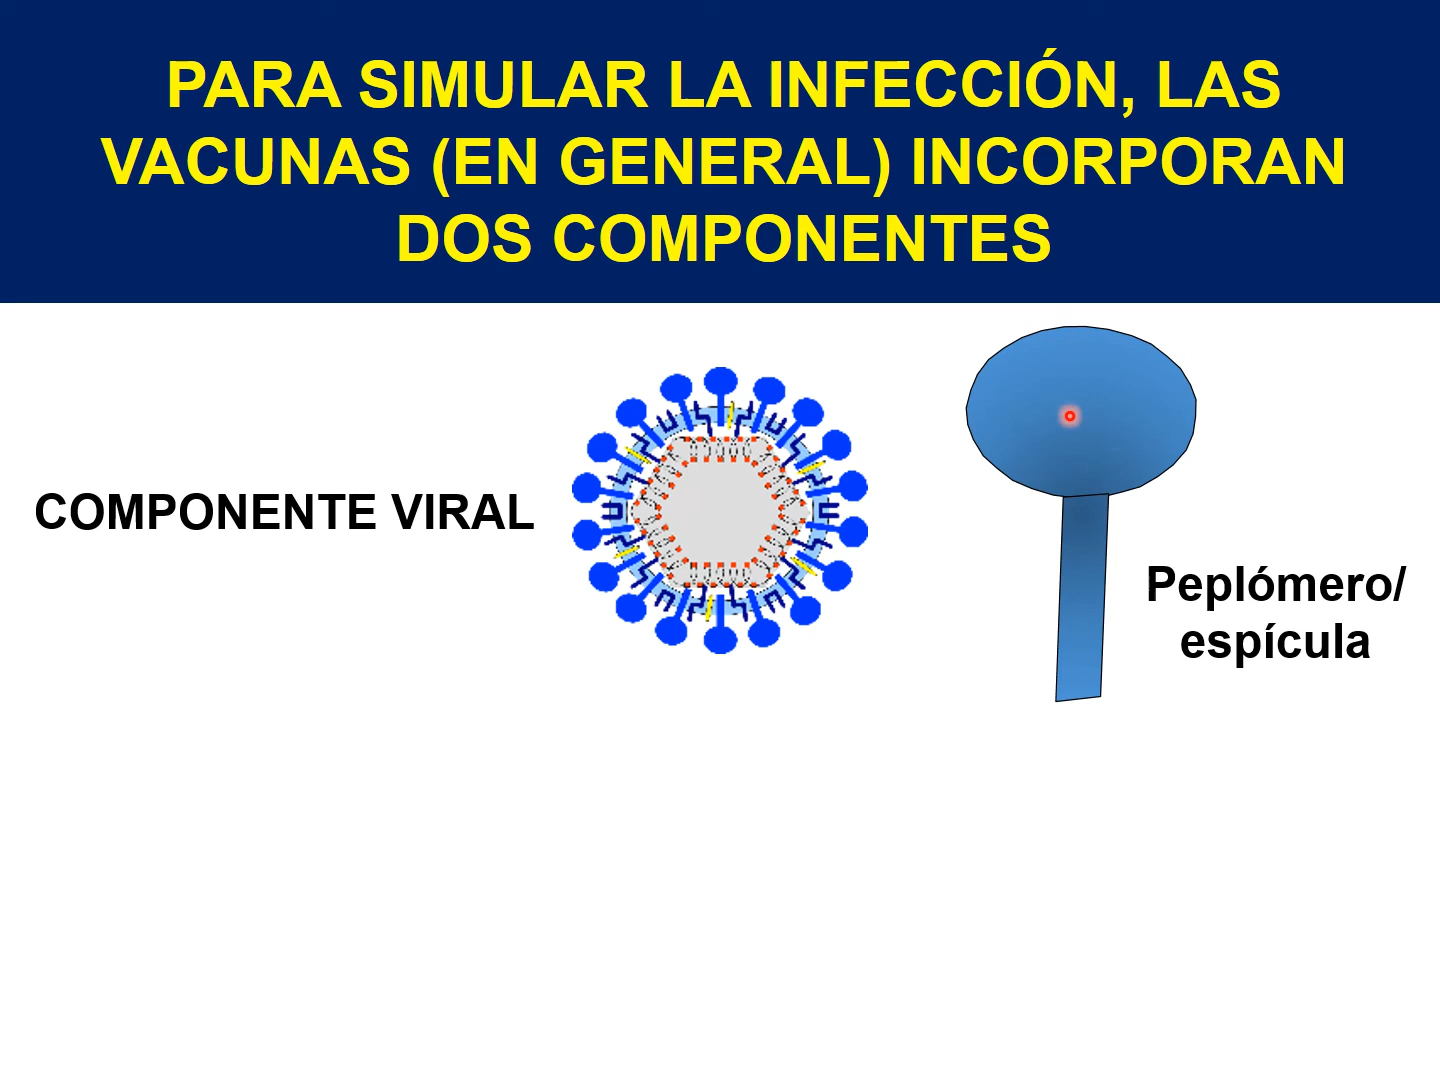 PARA SIMULAR LA INFECCIÓN, LAS
VACUNAS (EN GENERAL) INCORPORAN
DOS COMPONENTES
COMPONENTE VIRAL
Peplómero/
espícula